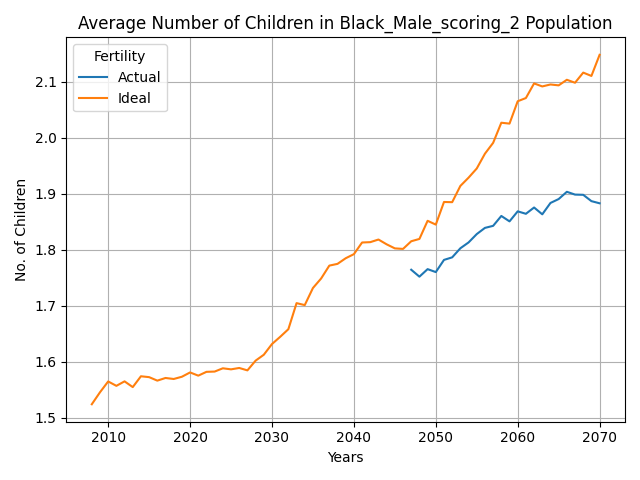 Average Number of Children in Black_Male_scoring_2 Population
Fertility
Actual
Ideal
No. of Children
2.1
2.0
1.9
1.8
1.7
1.6
1.5
2010 2020 2030 2040 2050 2060 2070
Years